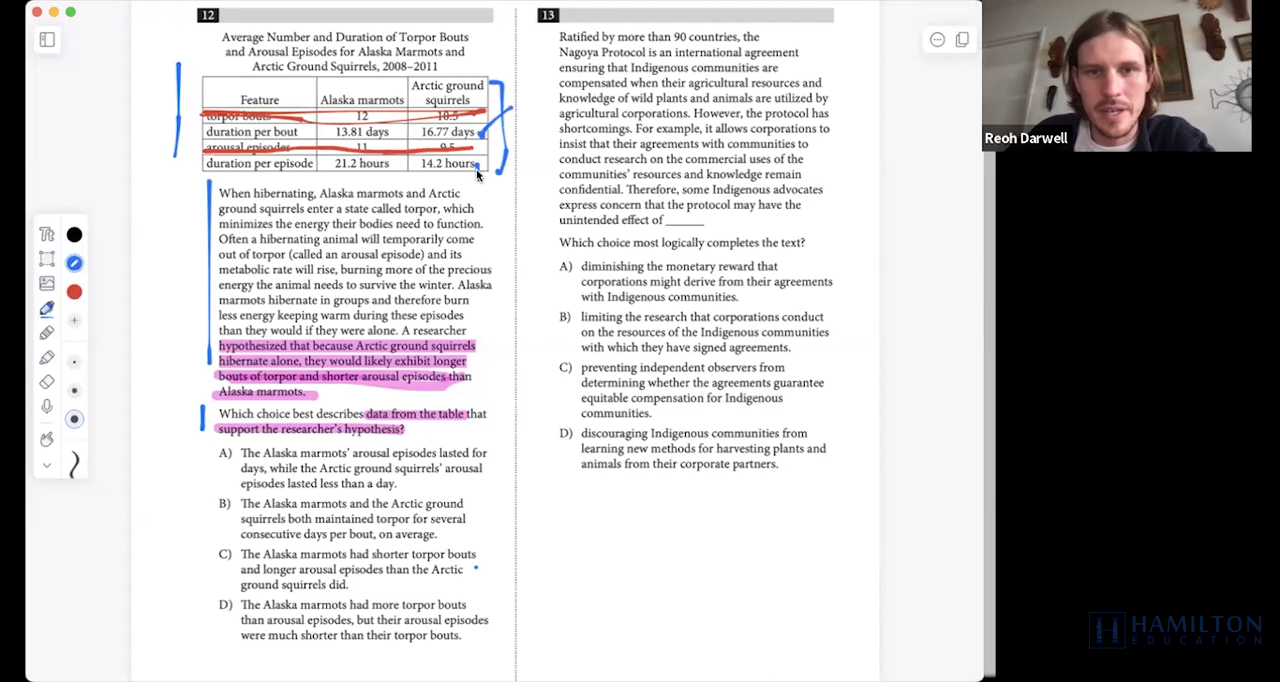 12
Average Number and Duration of Torpor Bouts
and Arousal Episodes for Alaska Marmots and
Arctic Ground Squirrels, 2008–2011
Feature Alaska marmots Arctic ground squirrels
torpor bouts 12 10.5
duration per bout 13.81 days 16.77 days
arousal episodes 11 9.5
duration per episode 21.2 hours 14.2 hours
When hibernating, Alaska marmots and Arctic
ground squirrels enter a state called torpor, which
minimizes the energy their bodies need to function.
Often a hibernating animal will temporarily come
out of torpor (called an arousal episode) and its
metabolic rate will rise, burning more of the precious
energy the animal needs to survive the winter. Alaska
marmots hibernate in groups and therefore burn
less energy keeping warm during these episodes
than they would if they were alone. A researcher
hypothesized that because Arctic ground squirrels
hibernate alone, they would likely exhibit longer
bouts of torpor and shorter arousal episodes than
Alaska marmots.
Which choice best describes data from the table that
support the researcher's hypothesis?
A) The Alaska marmots' arousal episodes lasted for
days, while the Arctic ground squirrels' arousal
episodes lasted less than a day.
B) The Alaska marmots and the Arctic ground
squirrels both maintained torpor for several
consecutive days per bout, on average.
C) The Alaska marmots had shorter torpor bouts
and longer arousal episodes than the Arctic
ground squirrels did.
D) The Alaska marmots had more torpor bouts
than arousal episodes, but their arousal episodes
were much shorter than their torpor bouts.
13
Ratified by more than 90 countries, the
Nagoya Protocol is an international agreement
ensuring that Indigenous communities are
compensated when their agricultural resources and
knowledge of wild plants and animals are utilized by
agricultural corporations. However, the protocol has
shortcomings. For example, it allows corporations to
insist that their agreements with communities to
conduct research on the commercial uses of the
communities' resources and knowledge remain
confidential. Therefore, some Indigenous advocates
express concern that the protocol may have the
unintended effect of ______
Which choice most logically completes the text?
A) diminishing the monetary reward that
corporations might derive from their agreements
with Indigenous communities.
B) limiting the research that corporations conduct
on the resources of the Indigenous communities
with which they have signed agreements.
C) preventing independent observers from
determining whether the agreements guarantee
equitable compensation for Indigenous
communities.
D) discouraging Indigenous communities from
learning new methods for harvesting plants and
animals from their corporate partners.
Reoh Darwell
HAMILTON
EDUCATION